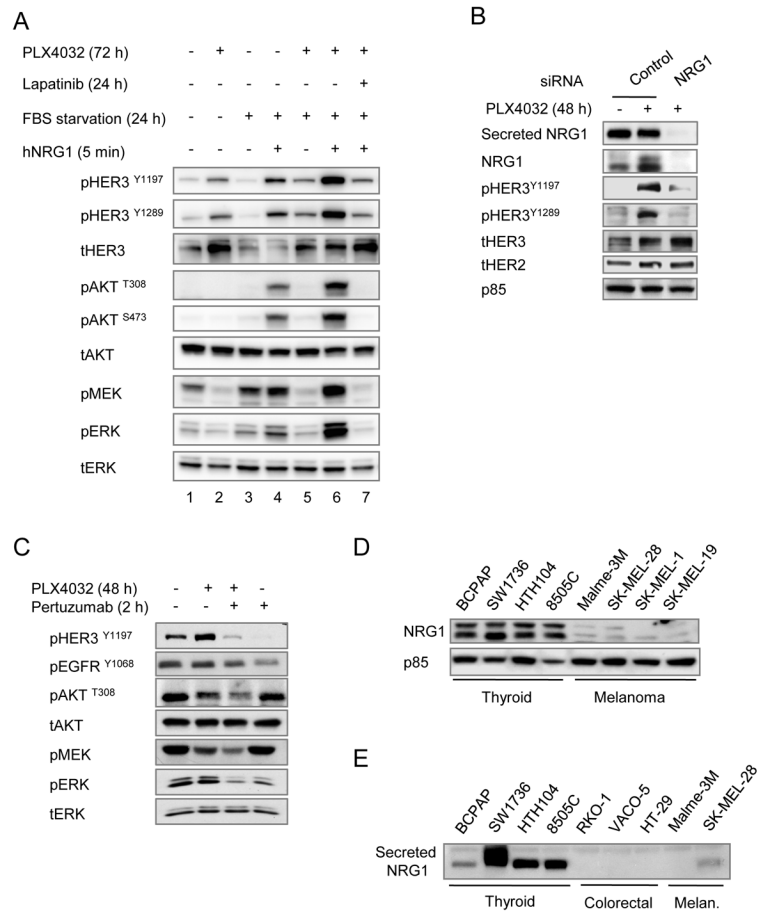 A
PLX4032 (72 h) - + - - + + +
Lapatinib (24 h) - - - - - - +
FBS starvation (24 h) - - + + + + +
hNRG1 (5 min) - - - + - + +
pHER3 Y1197
pHER3 Y1289
tHER3
pAKT T308
pAKT S473
tAKT
pMEK
pERK
tERK
1 2 3 4 5 6 7
B
siRNA Control NRG1
PLX4032 (48 h) - + +
Secreted NRG1
NRG1
pHER3Y1197
pHER3Y1289
tHER3
tHER2
p85
C
PLX4032 (48 h) - + + -
Pertuzumab (2 h) - - + +
pHER3 Y1197
pEGFR Y1068
pAKT T308
tAKT
pMEK
pERK
tERK
D
BCPAP SW1736 HTH104 8505C Malme-3M SK-MEL-28 SK-MEL-1 SK-MEL-19
NRG1
p85
Thyroid Melanoma
E
BCPAP SW1736 HTH104 8505C RKO-1 VACO-5 HT-29 Malme-3M SK-MEL-28
Secreted
NRG1
Thyroid Colorectal Melan.